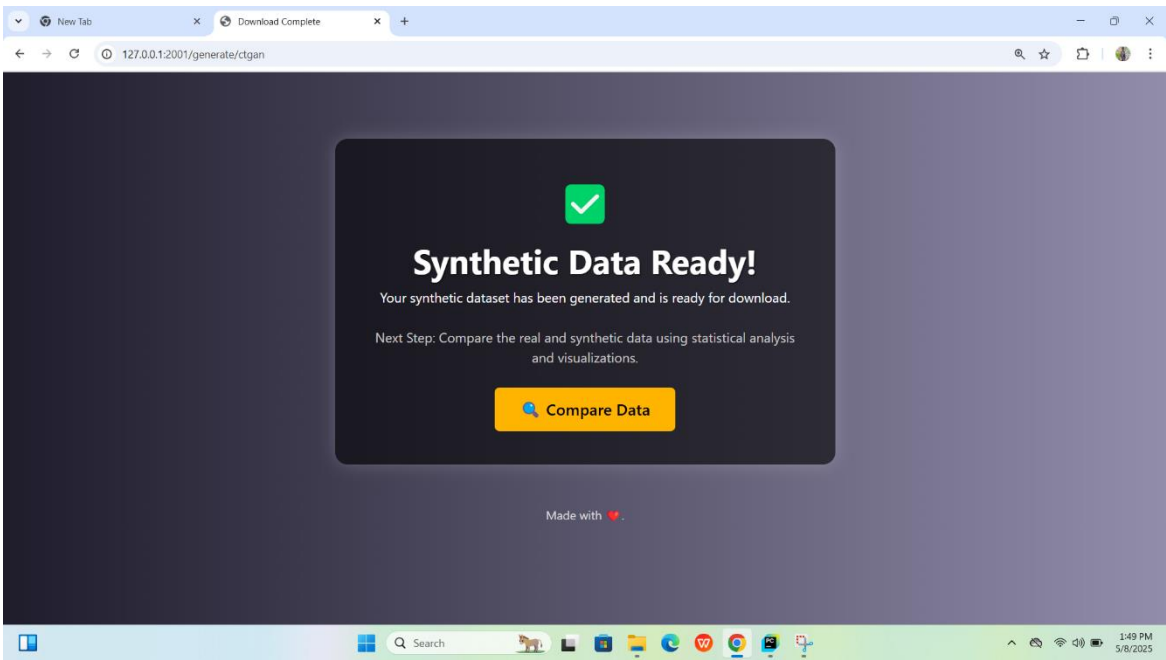 New Tab
Download Complete
127.0.0.1:2001/generate/ctgan
Synthetic Data Ready!
Your synthetic dataset has been generated and is ready for download.
Next Step: Compare the real and synthetic data using statistical analysis
and visualizations.
Compare Data
Made with ❤️.
Search
1:49 PM
5/8/2025